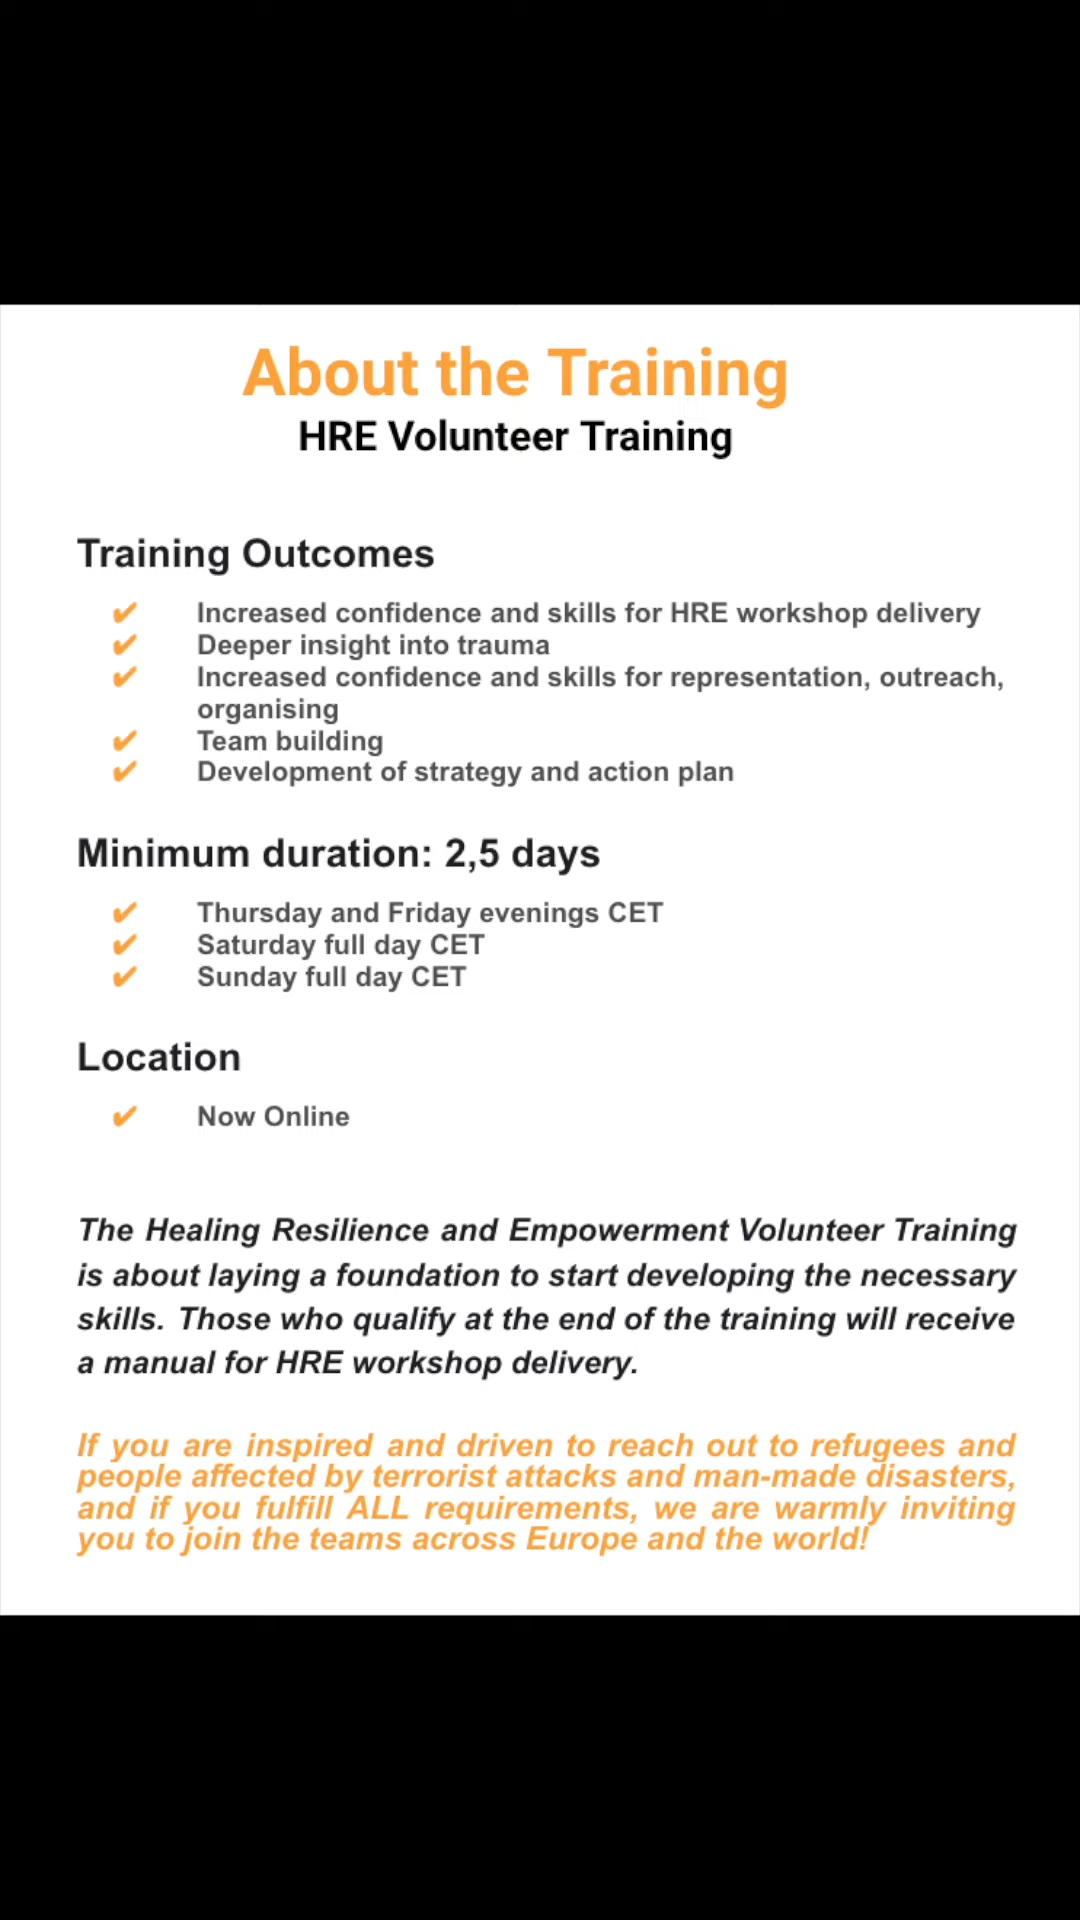 About the Training
HRE Volunteer Training
Training Outcomes
✔ Increased confidence and skills for HRE workshop delivery
✔ Deeper insight into trauma
✔ Increased confidence and skills for representation, outreach,
organising
✔ Team building
✔ Development of strategy and action plan
Minimum duration: 2,5 days
✔ Thursday and Friday evenings CET
✔ Saturday full day CET
✔ Sunday full day CET
Location
✔ Now Online
The Healing Resilience and Empowerment Volunteer Training
is about laying a foundation to start developing the necessary
skills. Those who qualify at the end of the training will receive
a manual for HRE workshop delivery.
If you are inspired and driven to reach out to refugees and
people affected by terrorist attacks and man-made disasters,
and if you fulfill ALL requirements, we are warmly inviting
you to join the teams across Europe and the world!